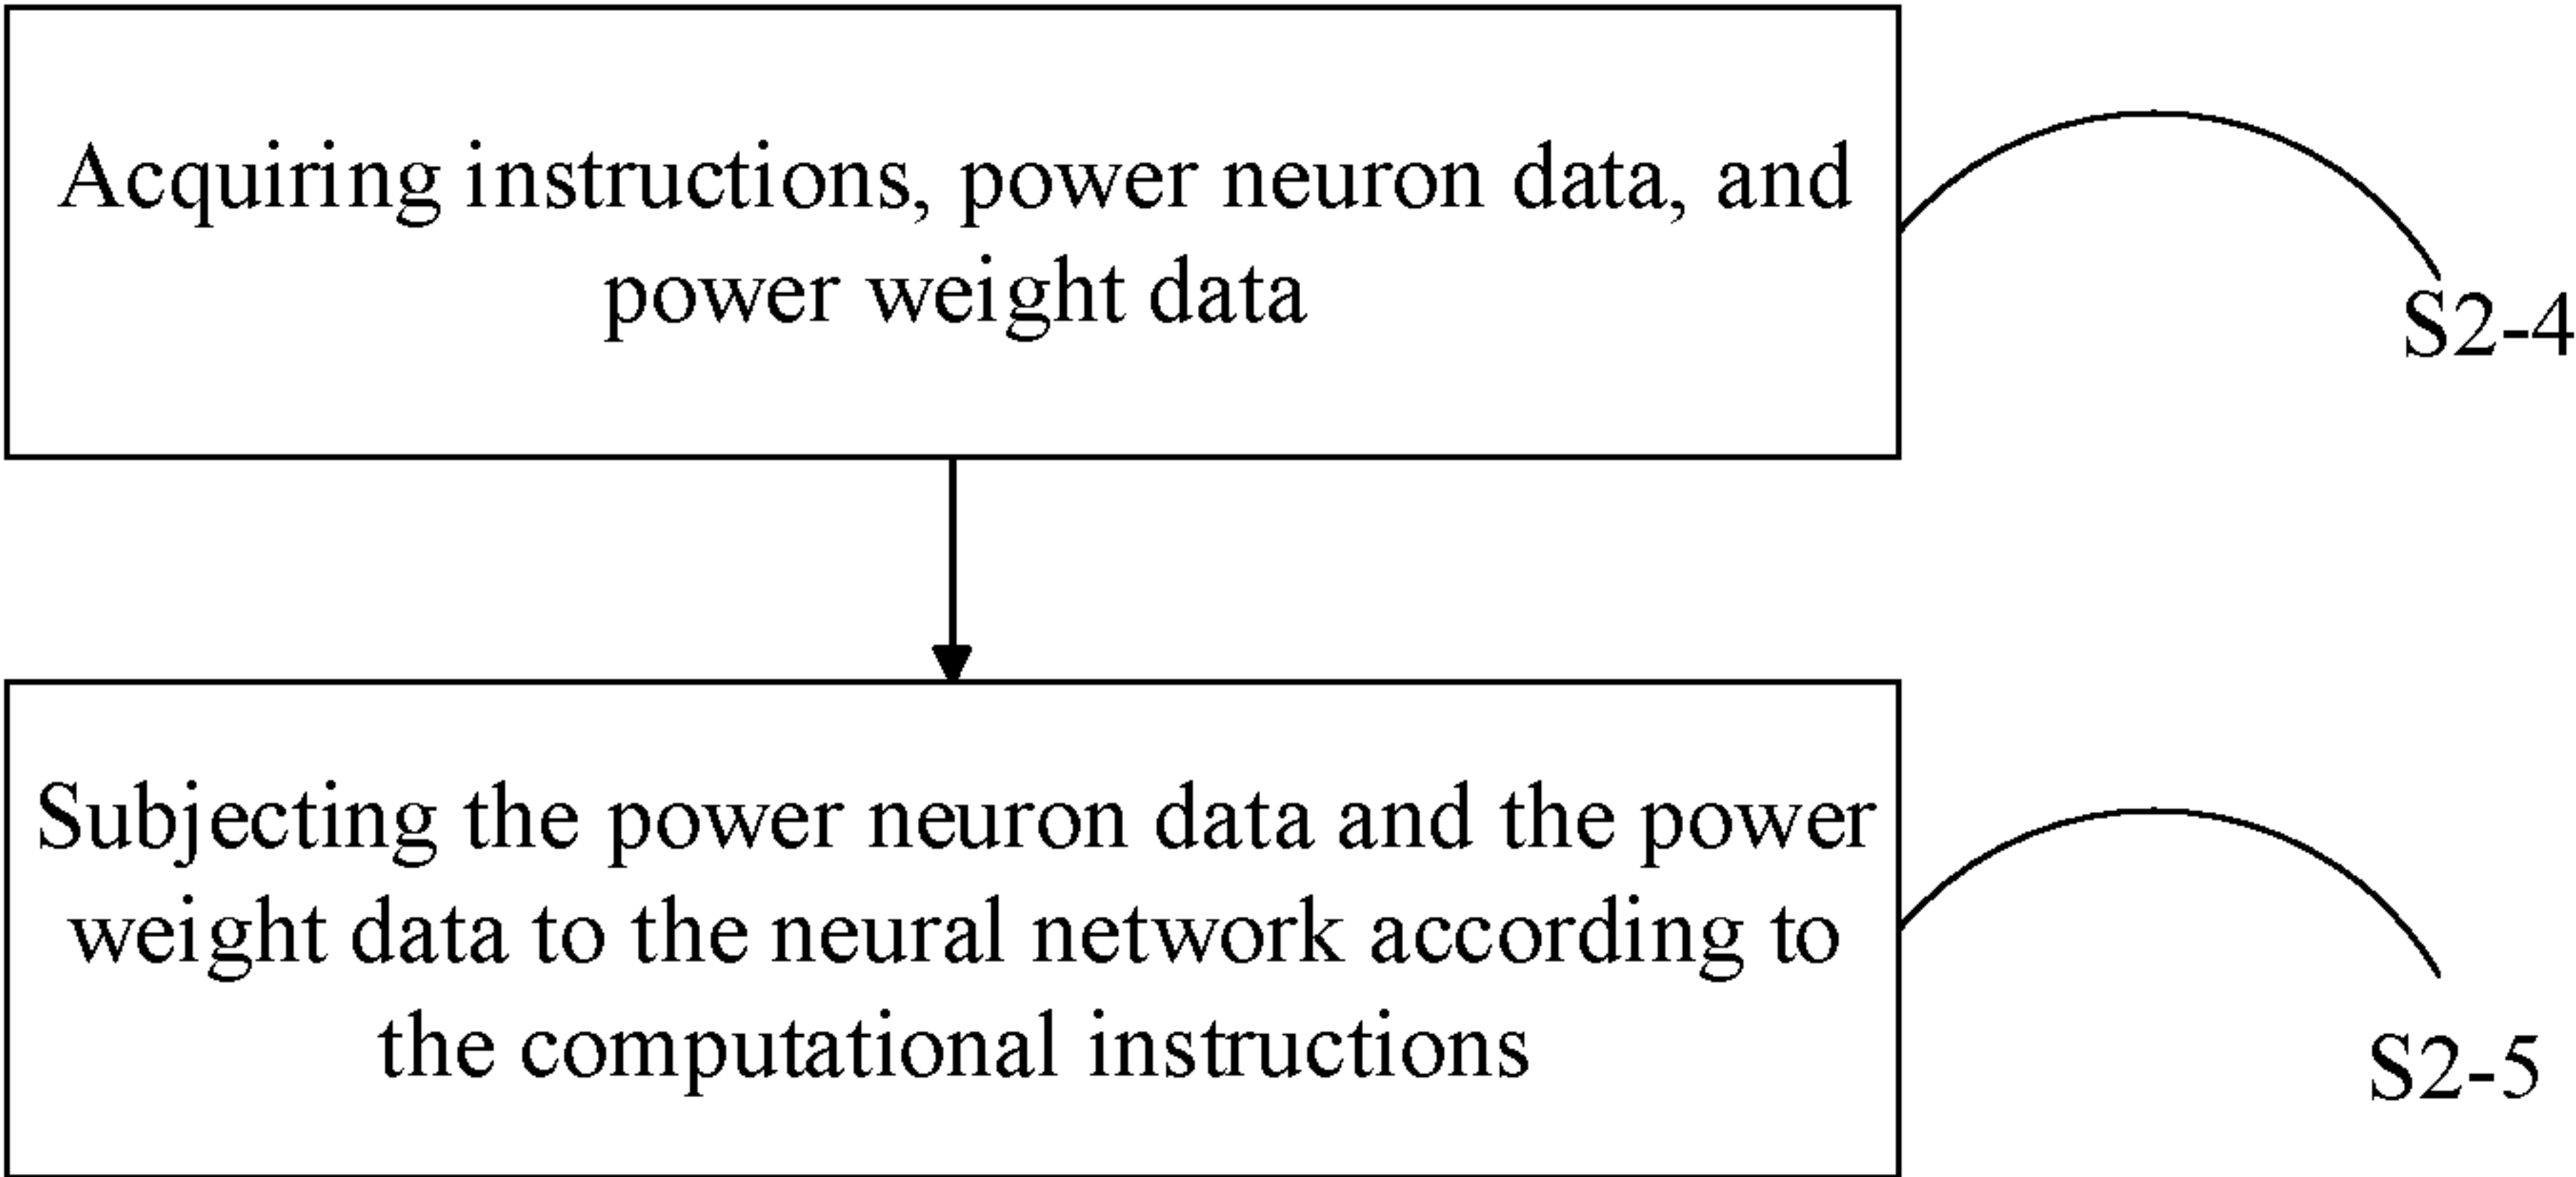 Acquiring instructions, power neuron data, and
power weight data
S2-4
Subjecting the power neuron data and the power
weight data to the neural network according to
the computational instructions
S2-5